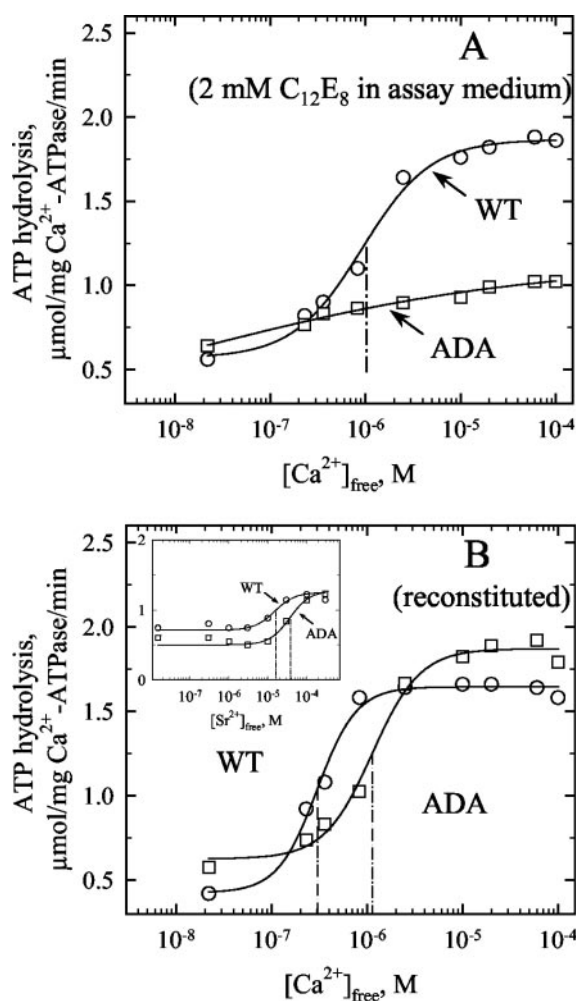 A
(2 mM C₁₂E₈ in assay medium)
ATP hydrolysis,
μmol/mg Ca²⁺-ATPase/min
2.5
2.0
1.5
1.0
0.5
WT
ADA
10⁻⁸ 10⁻⁷ 10⁻⁶ 10⁻⁵ 10⁻⁴
[Ca²⁺]free, M
B
(reconstituted)
ATP hydrolysis,
μmol/mg Ca²⁺-ATPase/min
2.5
2.0
1.5
1.0
0.5
2
1
0
WT
ADA
10⁻⁷ 10⁻⁶ 10⁻⁵ 10⁻⁴
[Sr²⁺]free, M
WT
ADA
10⁻⁸ 10⁻⁷ 10⁻⁶ 10⁻⁵ 10⁻⁴
[Ca²⁺]free, M